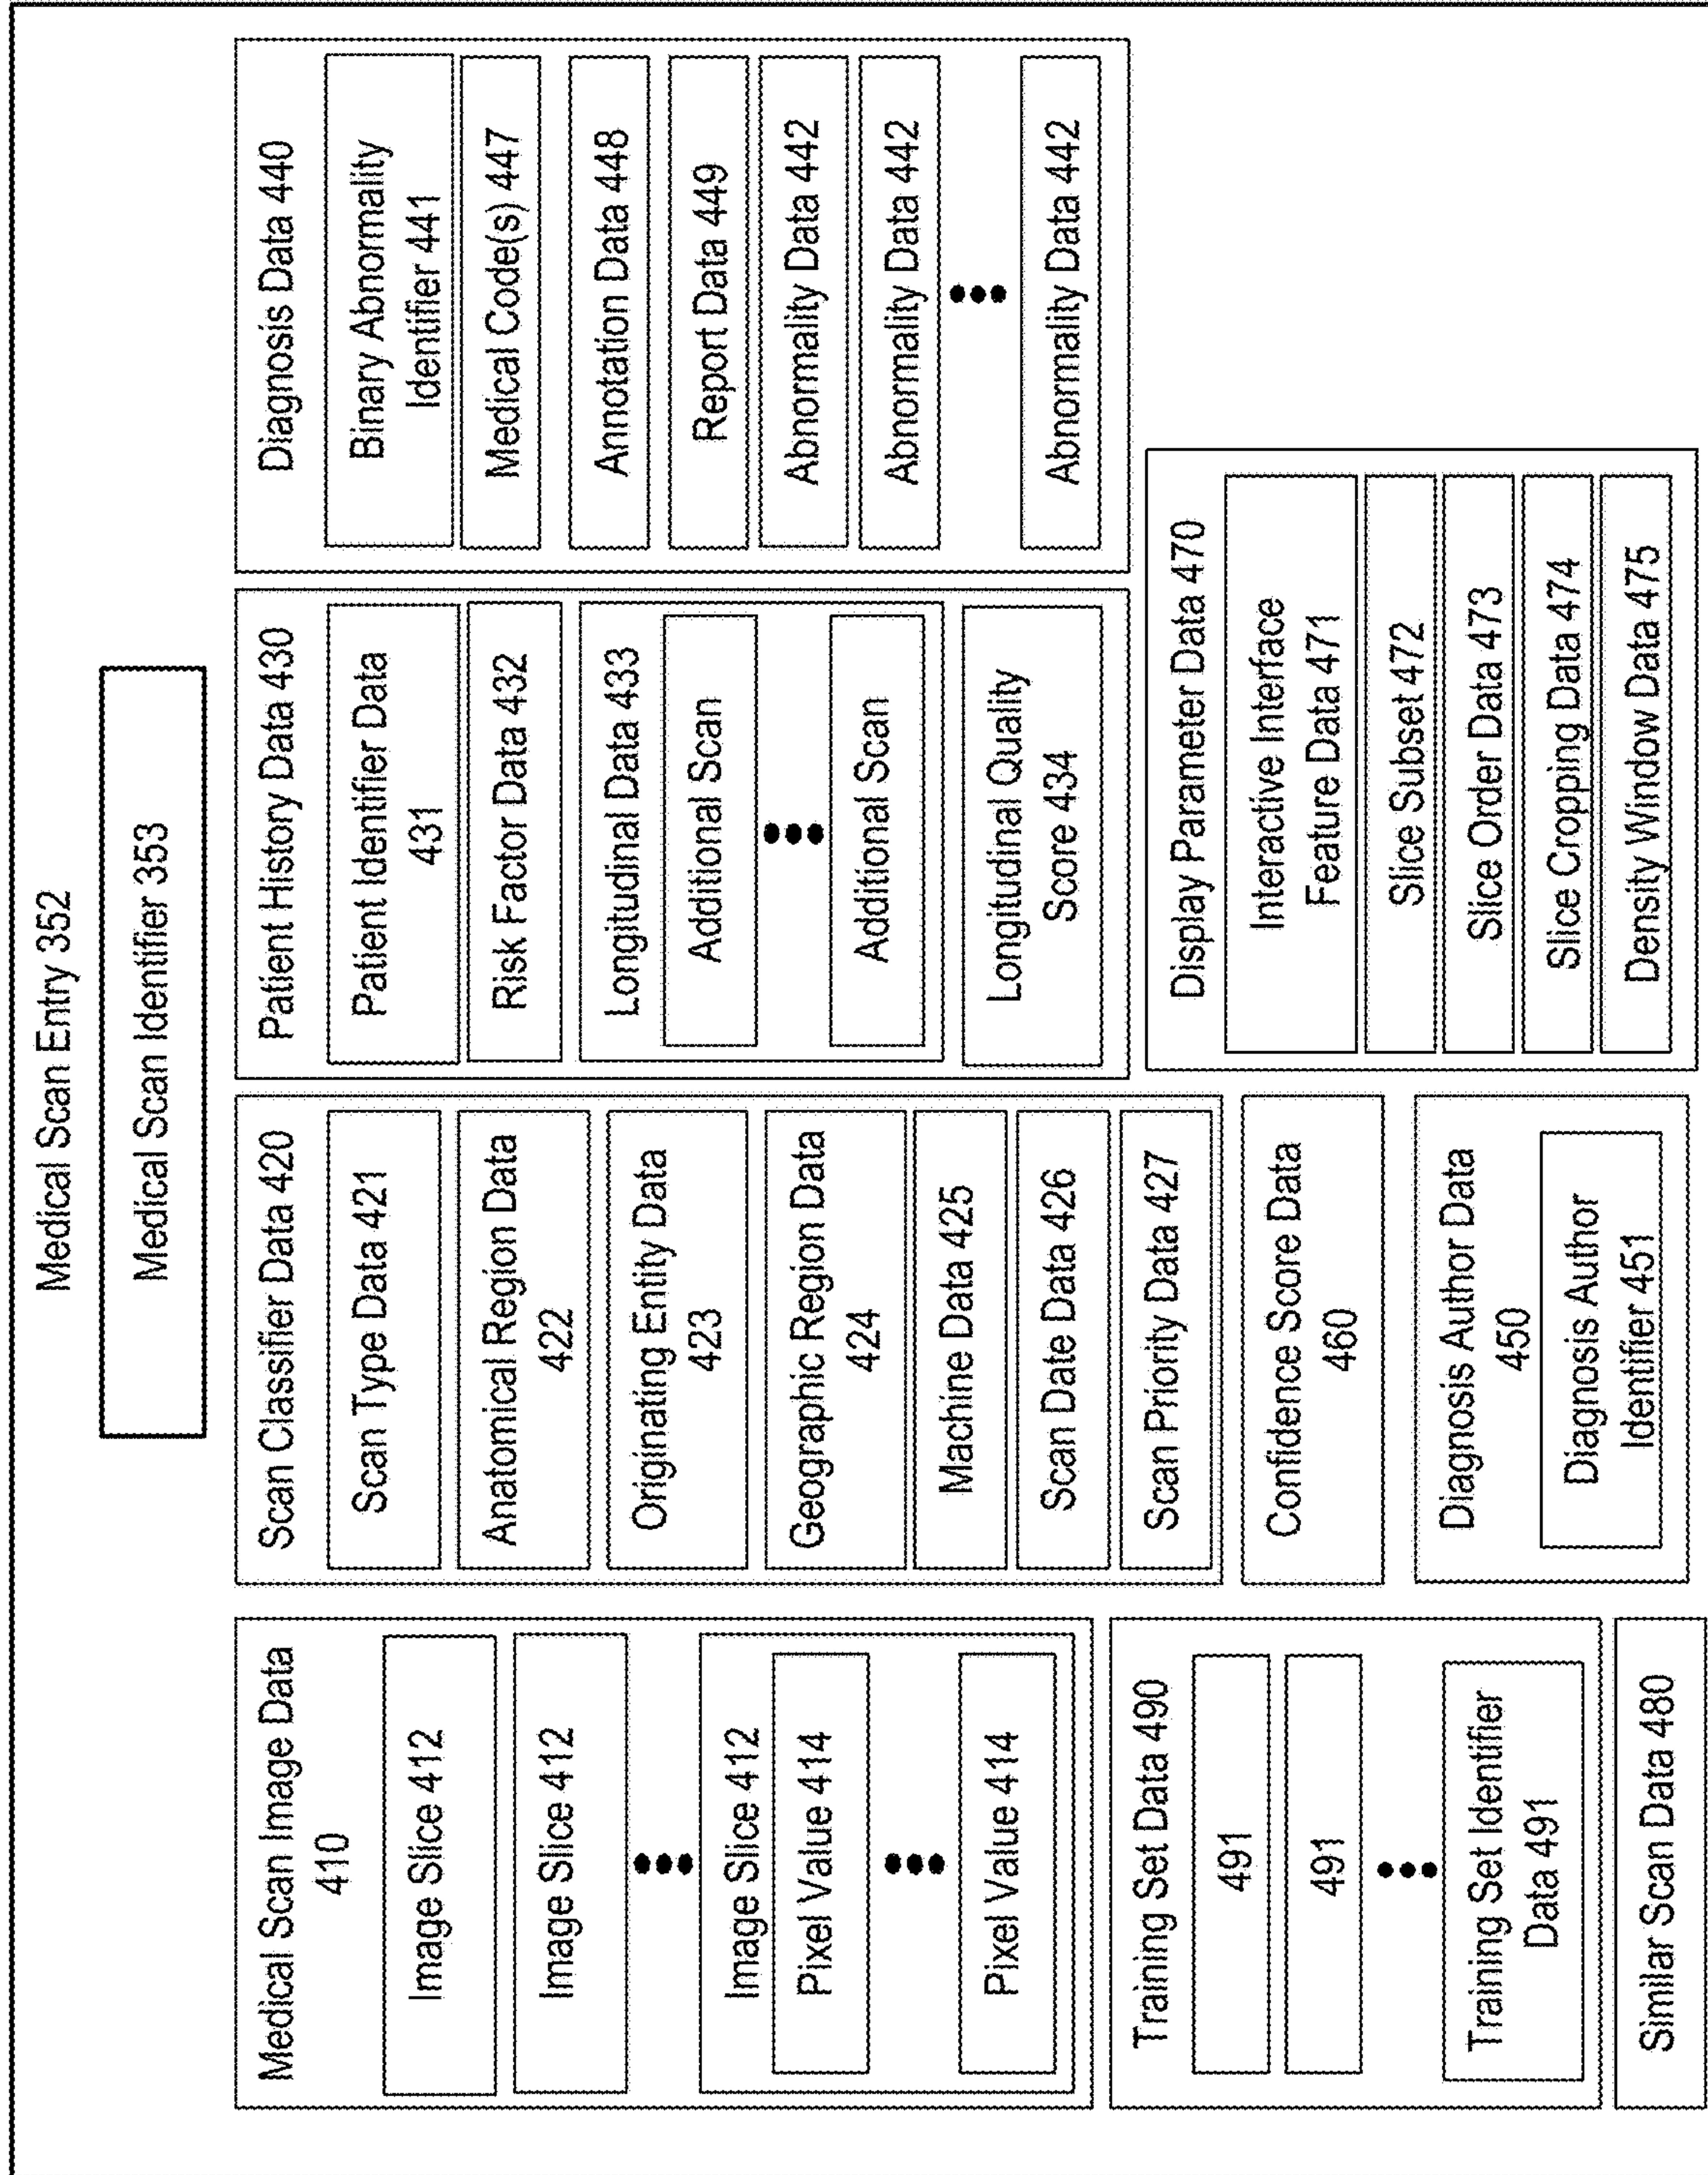 Medical Scan Entry 352
Medical Scan Identifier 353
Medical Scan Image Data
410
Image Slice 412
Image Slice 412
Image Slice 412
Pixel Value 414
Pixel Value 414
Training Set Data 490
491
491
Training Set Identifier
Data 491
Similar Scan Data 480
Scan Classifier Data 420
Scan Type Data 421
Anatomical Region Data
422
Originating Entity Data
423
Geographic Region Data
424
Machine Data 425
Scan Date Data 426
Scan Priority Data 427
Confidence Score Data
460
Diagnosis Author Data
450
Diagnosis Author
Identifier 451
Patient History Data 430
Patient Identifier Data
431
Risk Factor Data 432
Longitudinal Data 433
Additional Scan
Additional Scan
Longitudinal Quality
Score 434
Diagnosis Data 440
Binary Abnormality
Identifier 441
Medical Code(s) 447
Annotation Data 448
Report Data 449
Abnormality Data 442
Abnormality Data 442
Abnormality Data 442
Display Parameter Data 470
Interactive Interface
Feature Data 471
Slice Subset 472
Slice Order Data 473
Slice Cropping Data 474
Density Window Data 475